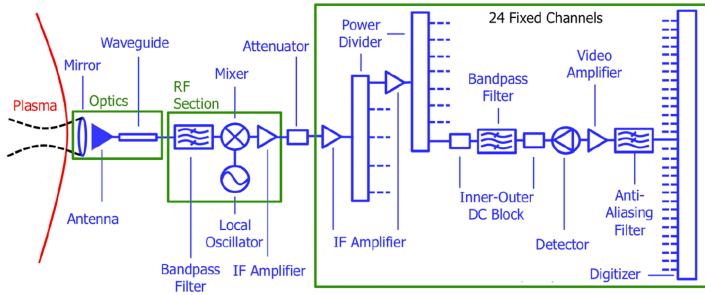 24 Fixed Channels
Power
Divider
Waveguide
Attenuator
Mirror
RF
Section
Mixer
Plasma
Optics
Bandpass
Filter
Video
Amplifier
Antenna
Local
Oscillator
Bandpass
Filter
IF Amplifier
IF Amplifier
Inner-Outer
DC Block
Detector
Anti-
Aliasing
Filter
Digitizer